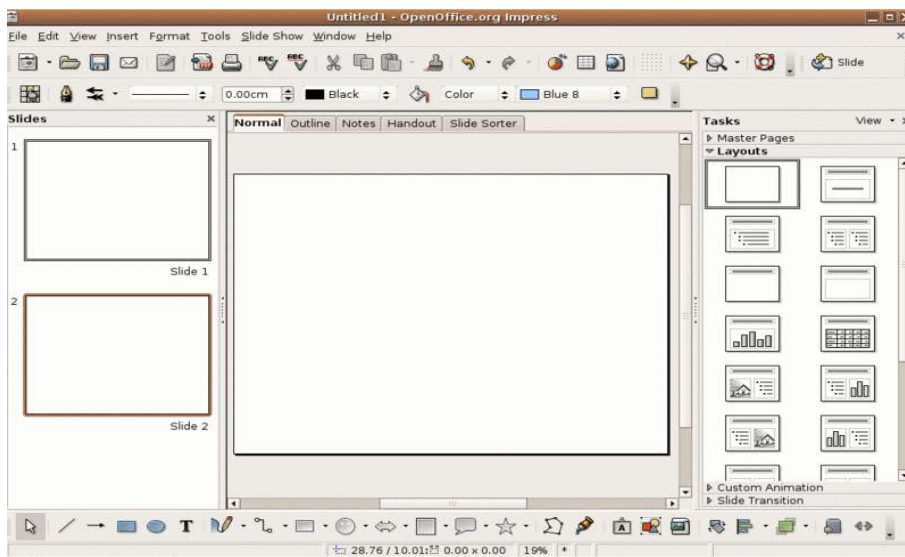 Untitled1 - OpenOffice.org Impress
File Edit View Insert Format Tools Slide Show Window Help
ABC ABC Slide
0.00cm Black Color Blue 8
Slides
Normal Outline Notes Handout Slide Sorter
Tasks View
Master Pages
Layouts
1
Slide 1
2
Slide 2
Custom Animation
Slide Transition
T A
28.76 / 10.01 0.00 x 0.00 19% *